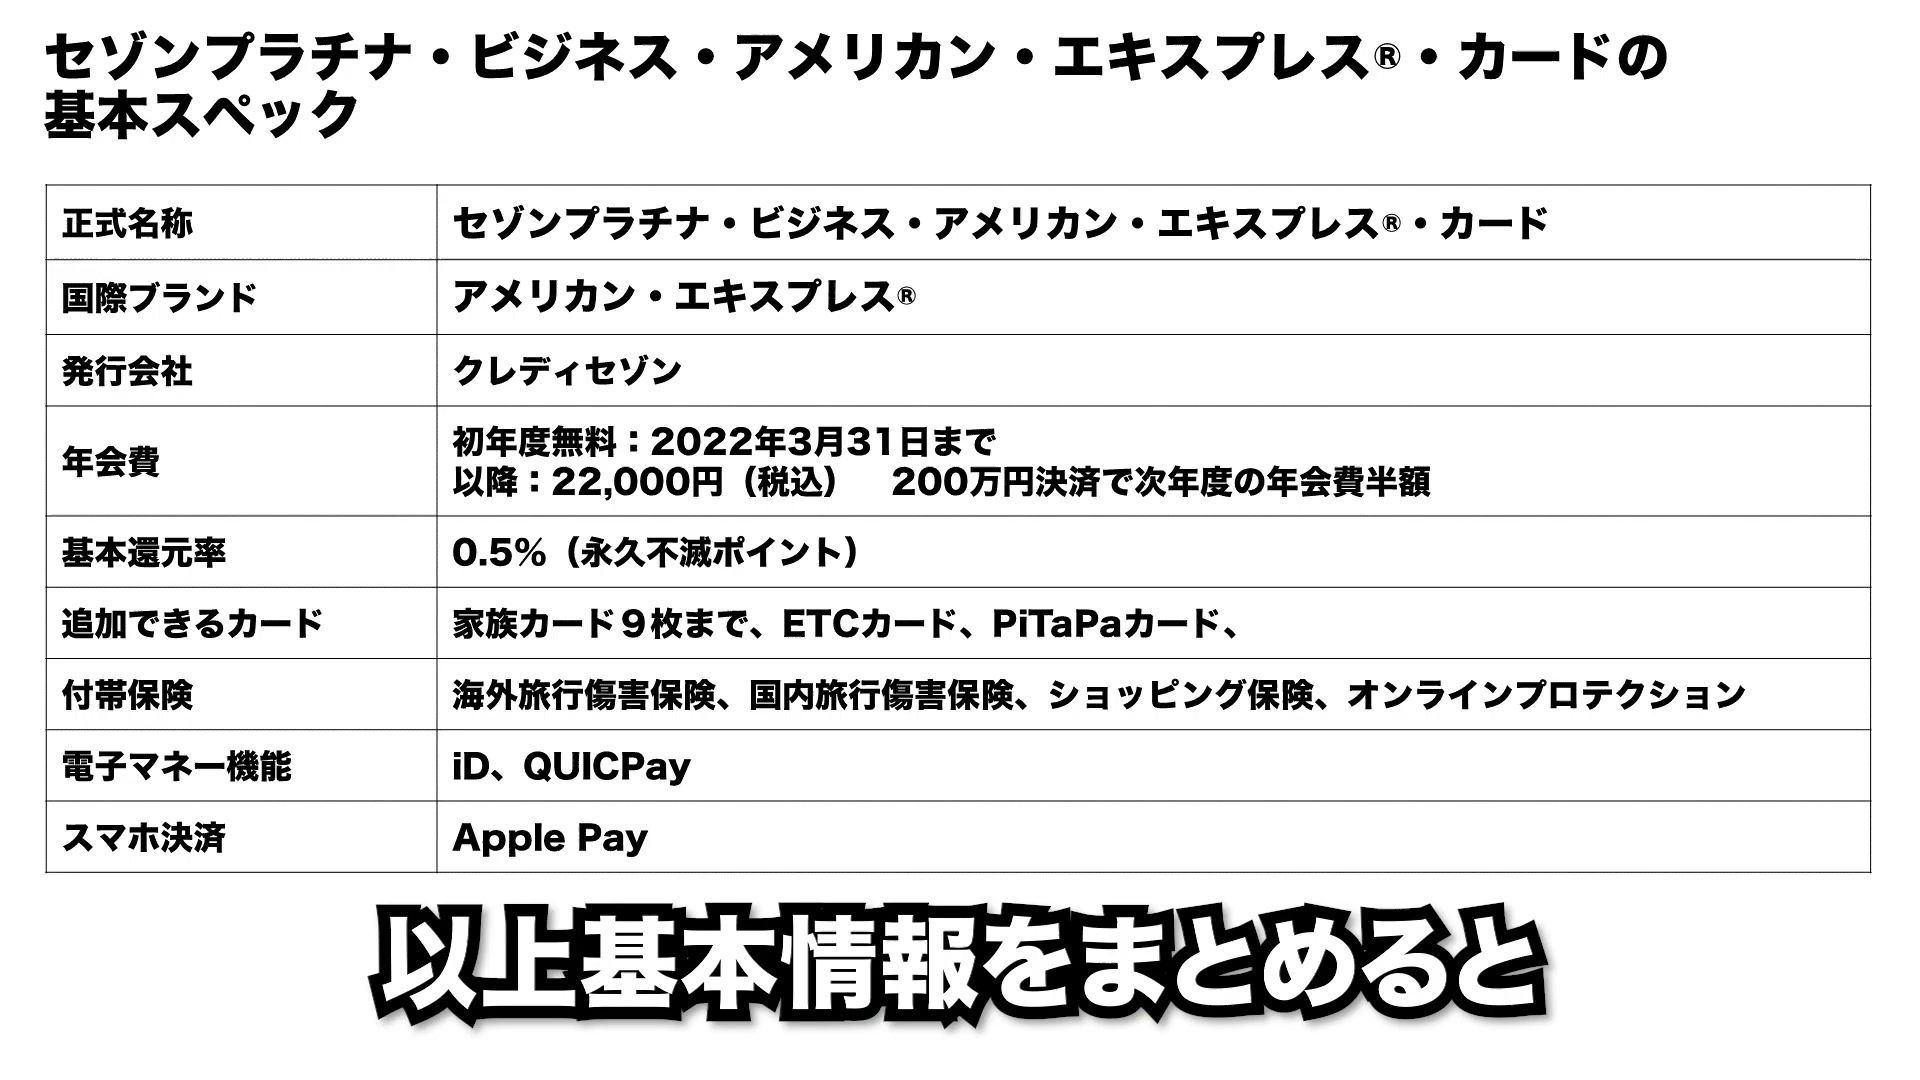 セゾンプラチナ・ビジネス・アメリカン・エキスプレス®・カードの
基本スペック
正式名称 セゾンプラチナ・ビジネス・アメリカン・エキスプレス®・カード
国際ブランド アメリカン・エキスプレス®
発行会社 クレディセゾン
年会費 初年度無料：2022年3月31日まで
以降：22,000円（税込） 200万円決済で次年度の年会費半額
基本還元率 0.5%（永久不滅ポイント）
追加できるカード 家族カード９枚まで、ETCカード、PiTaPaカード、
付帯保険 海外旅行傷害保険、国内旅行傷害保険、ショッピング保険、オンラインプロテクション
電子マネー機能 iD、QUICPay
スマホ決済 Apple Pay
以上基本情報をまとめると